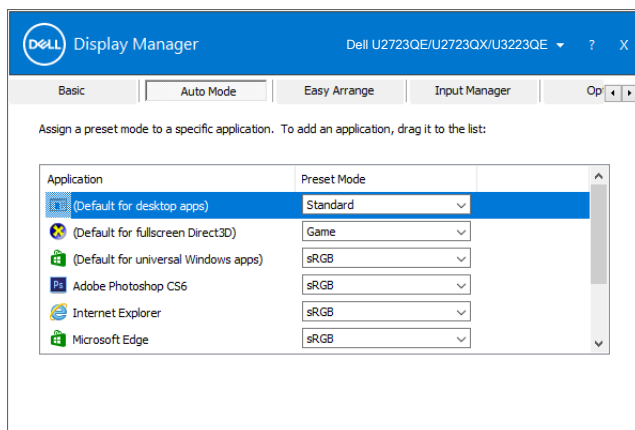 DELL Display Manager Dell U2723QE/U2723QX/U3223QE ? X
Basic Auto Mode Easy Arrange Input Manager Op
Assign a preset mode to a specific application. To add an application, drag it to the list:
Application Preset Mode
(Default for desktop apps) Standard
(Default for fullscreen Direct3D) Game
(Default for universal Windows apps) sRGB
Ps Adobe Photoshop CS6 sRGB
Internet Explorer sRGB
Microsoft Edge sRGB